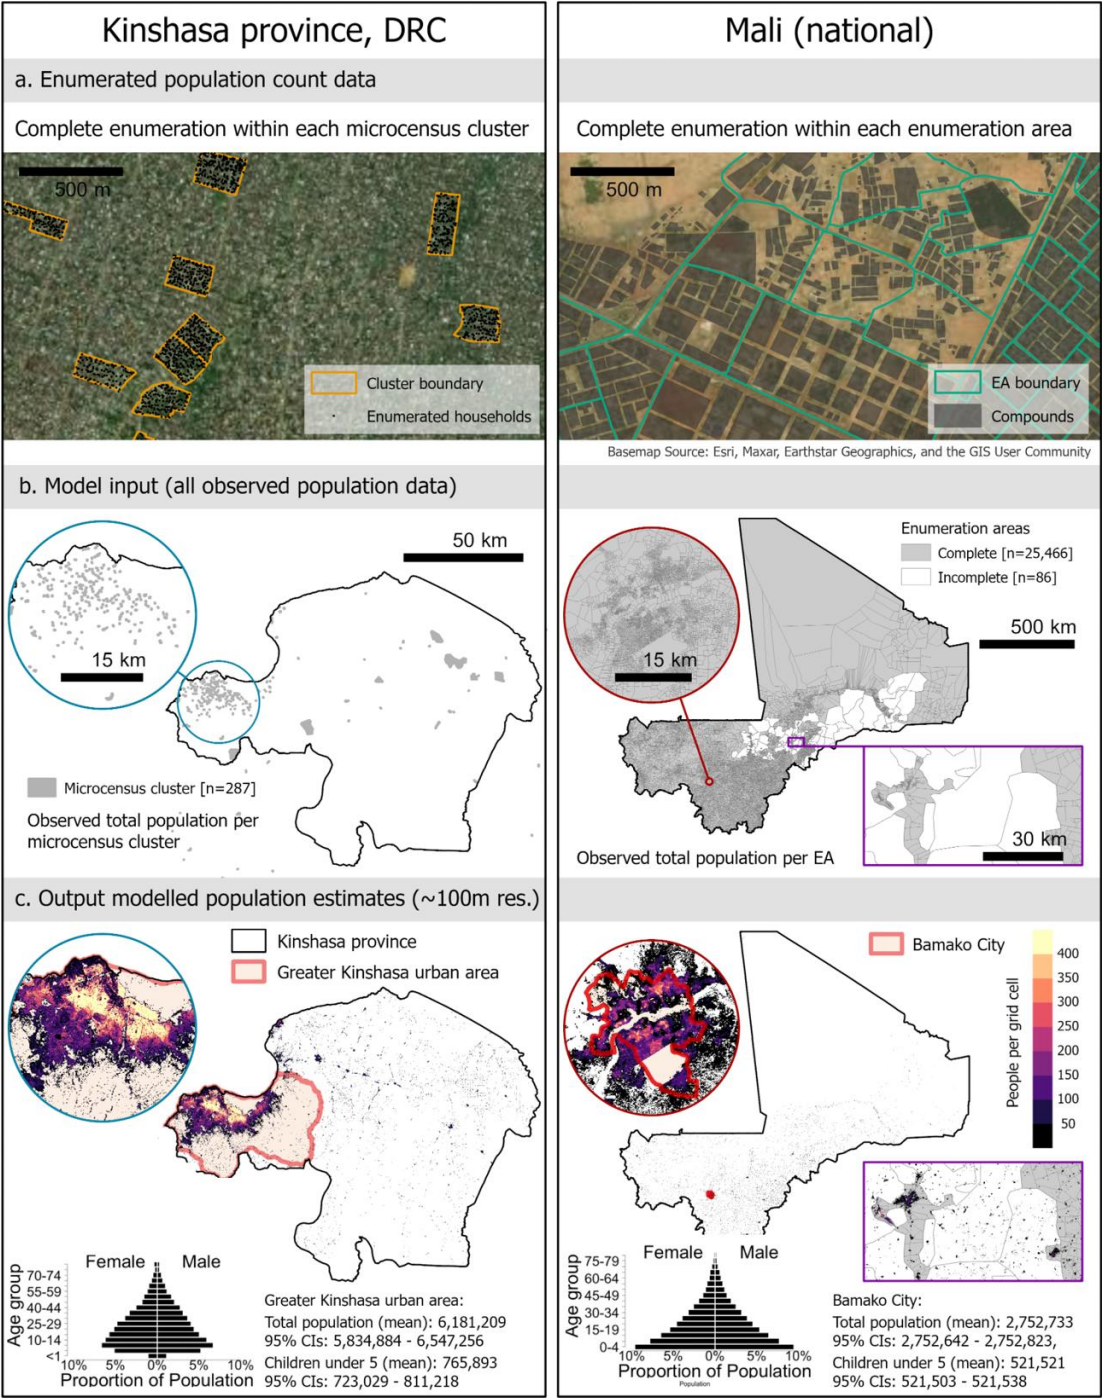 Kinshasa province, DRC
Mali (national)
a. Enumerated population count data
Complete enumeration within each microcensus cluster
Complete enumeration within each enumeration area
500 m
500 m
Cluster boundary
Enumerated households
EA boundary
Compounds
Basemap Source: Esri, Maxar, Earthstar Geographics, and the GIS User Community
b. Model input (all observed population data)
50 km
15 km
Microcensus cluster [n=287]
Observed total population per
microcensus cluster
Enumeration areas
Complete [n=25,466]
Incomplete [n=86]
500 km
15 km
30 km
Observed total population per EA
c. Output modelled population estimates (~100m res.)
Kinshasa province
Greater Kinshasa urban area
Bamako City
People per grid cell
400
350
300
250
200
150
100
50
Female
Male
Age group
70-74
55-59
40-44
25-29
10-14
<1
10%
5%
0%
5%
10%
Proportion of Population
Greater Kinshasa urban area:
Total population (mean): 6,181,209
95% CIs: 5,834,884 - 6,547,256
Children under 5 (mean): 765,893
95% CIs: 723,029 - 811,218
Female
Male
Age group
75-79
60-64
45-49
30-34
15-19
0-4
10%
5%
0%
5%
10%
Proportion of Population
Population
Bamako City:
Total population (mean): 2,752,733
95% CIs: 2,752,642 - 2,752,823,
Children under 5 (mean): 521,521
95% CIs: 521,503 - 521,538